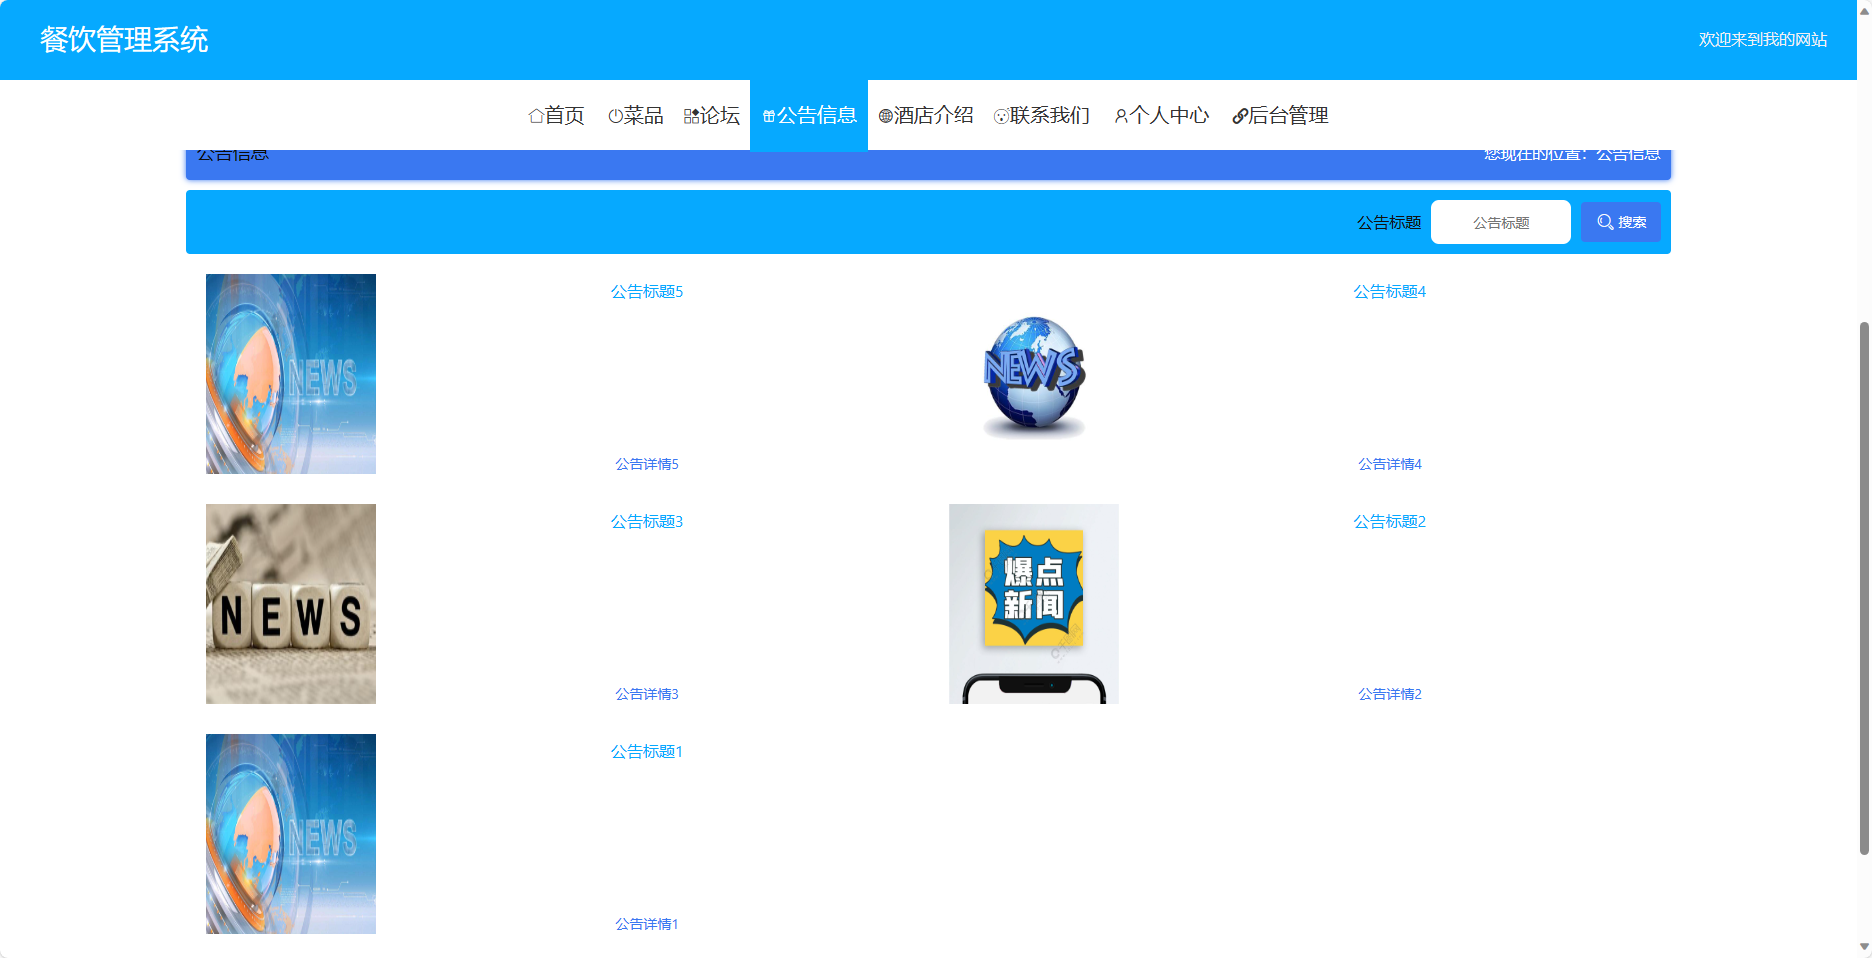 餐饮管理系统
欢迎来到我的网站
首页 菜品 论坛 公告信息 酒店介绍 联系我们 个人中心 后台管理
公告信息
您现在的位置：公告信息
公告标题 公告标题 搜索
NEWS
公告标题5
公告详情5
NEWS
公告标题4
公告详情4
NEWS
公告标题3
公告详情3
爆点
新闻
公告标题2
公告详情2
NEWS
公告标题1
公告详情1